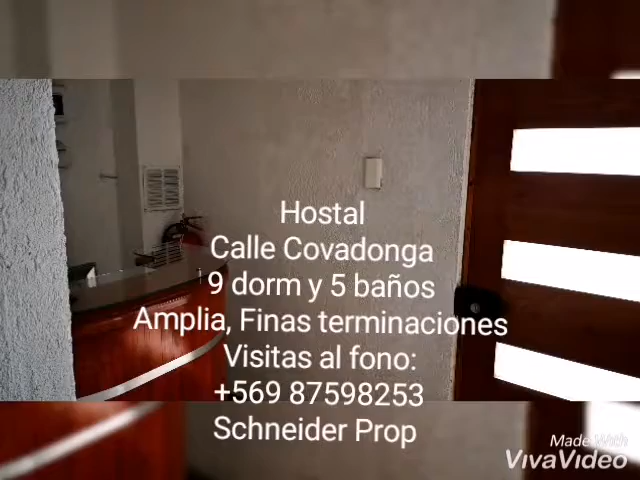 Hostal
Calle Covadonga
9 dorm y 5 baños
Amplia, Finas terminaciones
Visitas al fono:
+569 87598253
Schneider Prop
Made With
VivaVideo